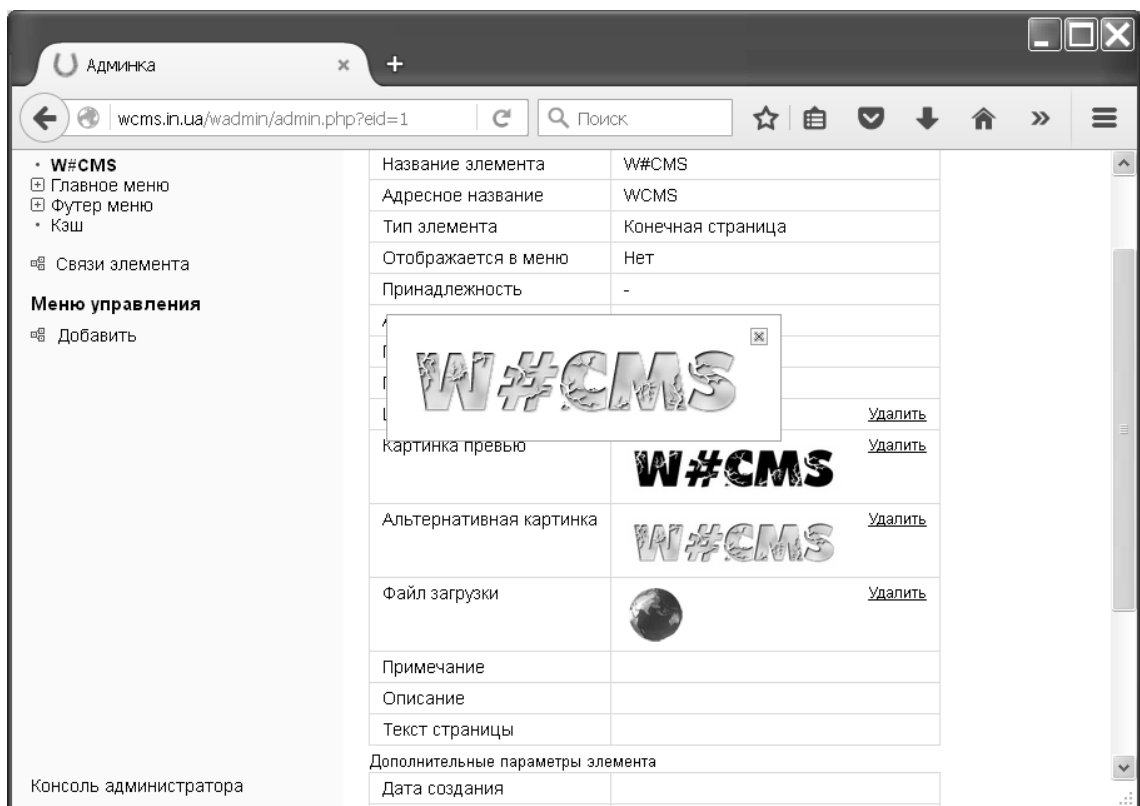 Админка
wcms.in.ua/wadmin/admin.php?eid=1
Поиск
W#CMS
Главное меню
Футер меню
Кэш
Связи элемента
Меню управления
Добавить
Консоль администратора
Название элемента W#CMS
Адресное название WCMS
Тип элемента Конечная страница
Отображается в меню Нет
Принадлежность -
W#CMS
Удалить
Картинка превью W#CMS Удалить
Альтернативная картинка W#CMS Удалить
Файл загрузки Удалить
Примечание
Описание
Текст страницы
Дополнительные параметры элемента
Дата создания